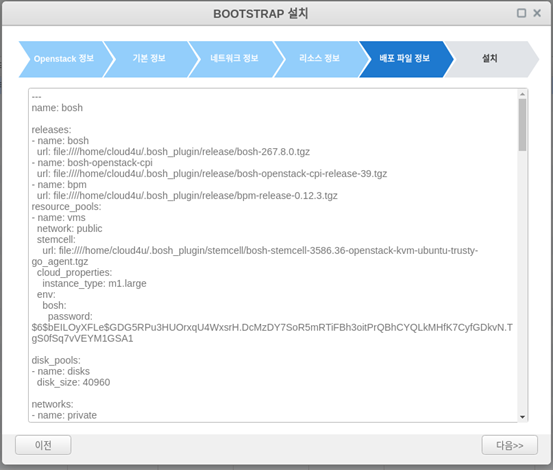 BOOTSTRAP 설치
Openstack 정보
기본 정보
네트워크 정보
리소스 정보
배포 파일 정보
설치
---
name: bosh
releases:
- name: bosh
url: file:////home/cloud4u/.bosh_plugin/release/bosh-267.8.0.tgz
- name: bosh-openstack-cpi
url: file:////home/cloud4u/.bosh_plugin/release/bosh-openstack-cpi-release-39.tgz
- name: bpm
url: file:////home/cloud4u/.bosh_plugin/release/bpm-release-0.12.3.tgz
resource_pools:
- name: vms
network: public
stemcell:
url: file:////home/cloud4u/.bosh_plugin/stemcell/bosh-stemcell-3586.36-openstack-kvm-ubuntu-trusty-
go_agent.tgz
cloud_properties:
instance_type: m1.large
env:
bosh:
password:
$6$bEILOyXFLe$GDG5RPu3HUOrxqU4WxsrH.DcMzDY7SoR5mRTiFBh3oitPrQBhCYQLkMHfK7CyfGDkvN.T
gS0fSq7vVEYM1GSA1
disk_pools:
- name: disks
disk_size: 40960
networks:
- name: private
이전
다음>>